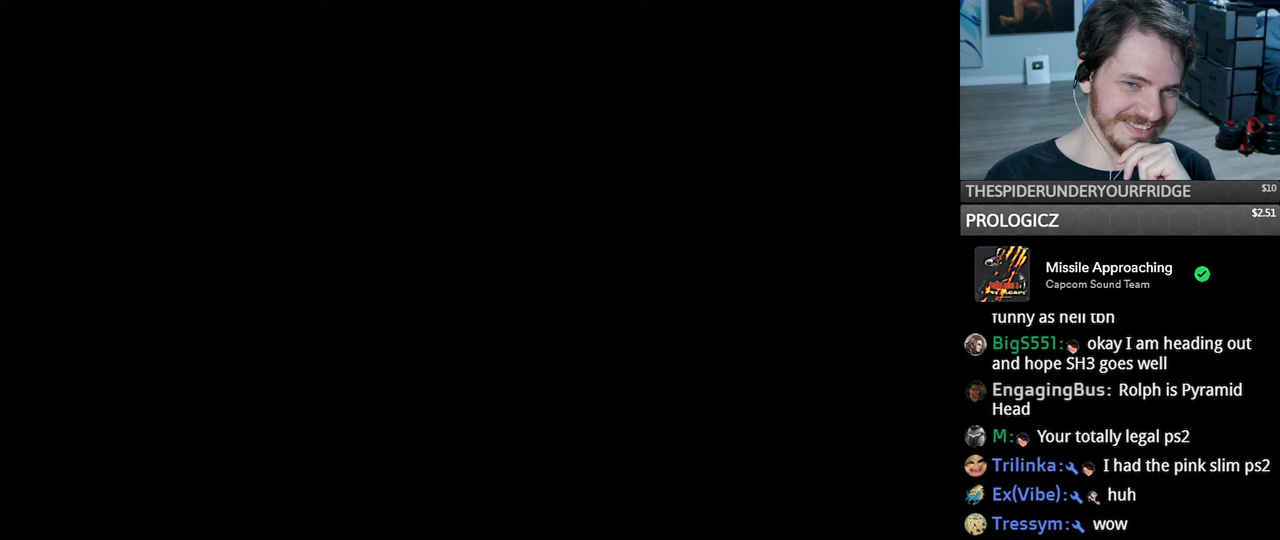 THESPIDERUNDERYOURFRIDGE
$10
PROLOGICZ
$2.51
Missile Approaching
Capcom Sound Team
funny as hell tbh
BigS551: okay I am heading out
and hope SH3 goes well
EngagingBus: Rolph is Pyramid
Head
M: Your totally legal ps2
Trilinka: I had the pink slim ps2
Ex(Vibe): huh
Tressym: wow